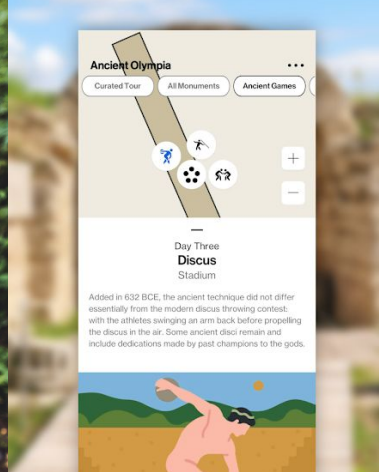 Ancient Olympia
Curated Tour
All Monuments
Ancient Games
Day Three
Discus
Stadium
Added in 632 BCE, the ancient technique did not differ
essentially from the modern discus throwing contest:
with the athletes swinging an arm back before propelling
the discus in the air. Some ancient disci remain and
include dedications made by past champions to the gods.